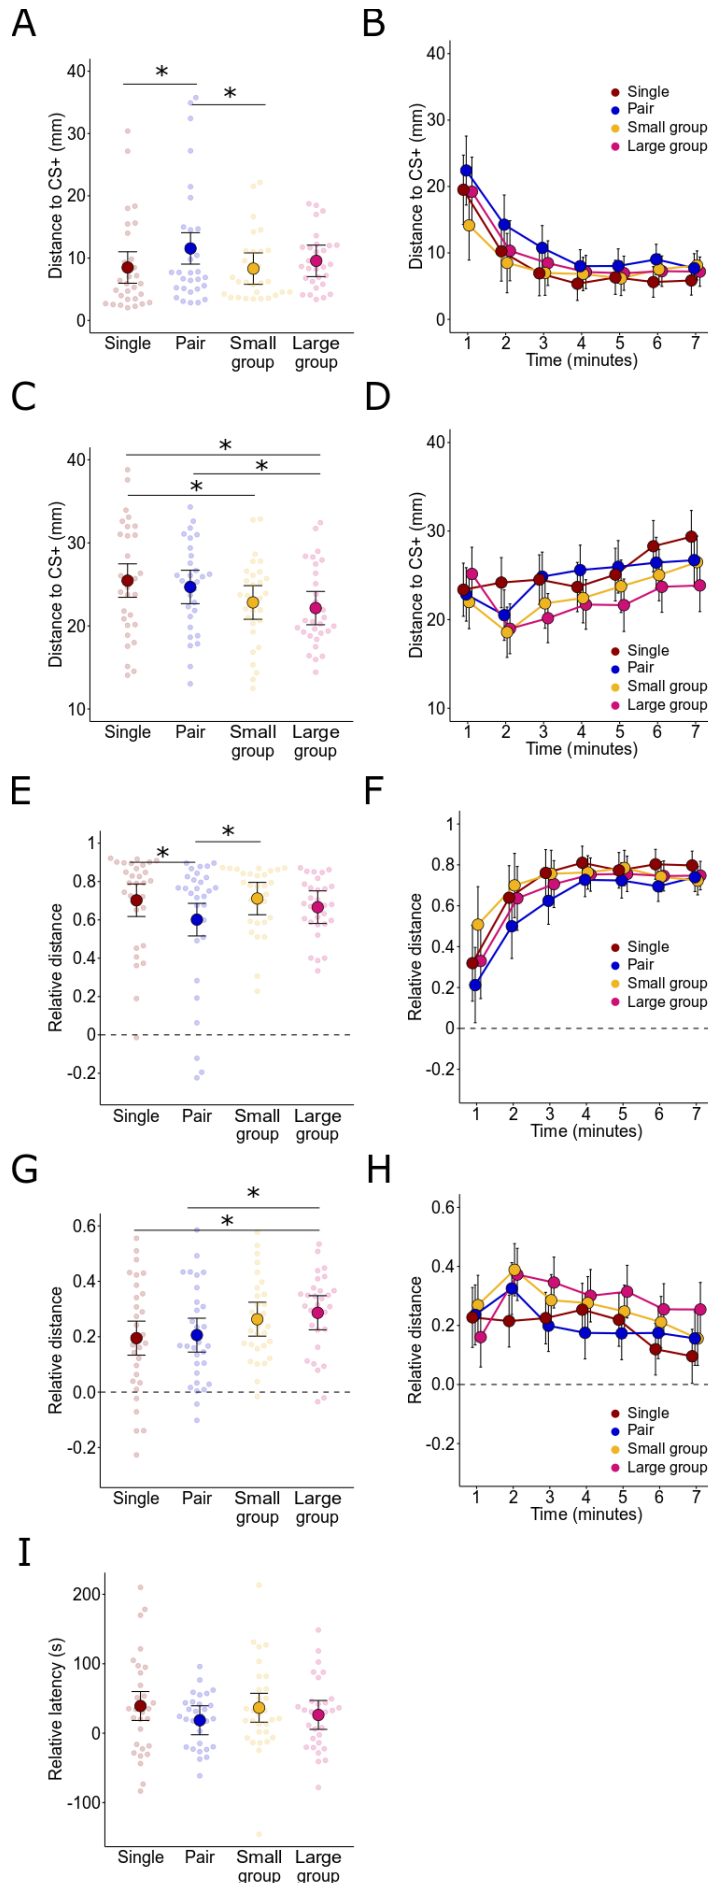 A
Distance to CS+ (mm)
40
30
20
10
0
*
*
Single
Pair
Small
group
Large
group
B
Distance to CS+ (mm)
40
30
20
10
0
Single
Pair
Small group
Large group
1 2 3 4 5 6 7
Time (minutes)
C
Distance to CS+ (mm)
40
30
20
10
*
*
*
Single
Pair
Small
group
Large
group
D
Distance to CS+ (mm)
40
30
20
10
Single
Pair
Small group
Large group
1 2 3 4 5 6 7
Time (minutes)
E
Relative distance
1
0.8
0.6
0.4
0.2
0
-0.2
*
*
Single
Pair
Small
group
Large
group
F
Relative distance
1
0.8
0.6
0.4
0.2
0
-0.2
Single
Pair
Small group
Large group
1 2 3 4 5 6 7
Time (minutes)
G
Relative distance
0.6
0.4
0.2
0.0
-0.2
*
*
Single
Pair
Small
group
Large
group
H
Relative distance
0.6
0.4
0.2
0.0
-0.2
Single
Pair
Small group
Large group
1 2 3 4 5 6 7
Time (minutes)
I
Relative latency (s)
200
100
0
-100
Single
Pair
Small
group
Large
group